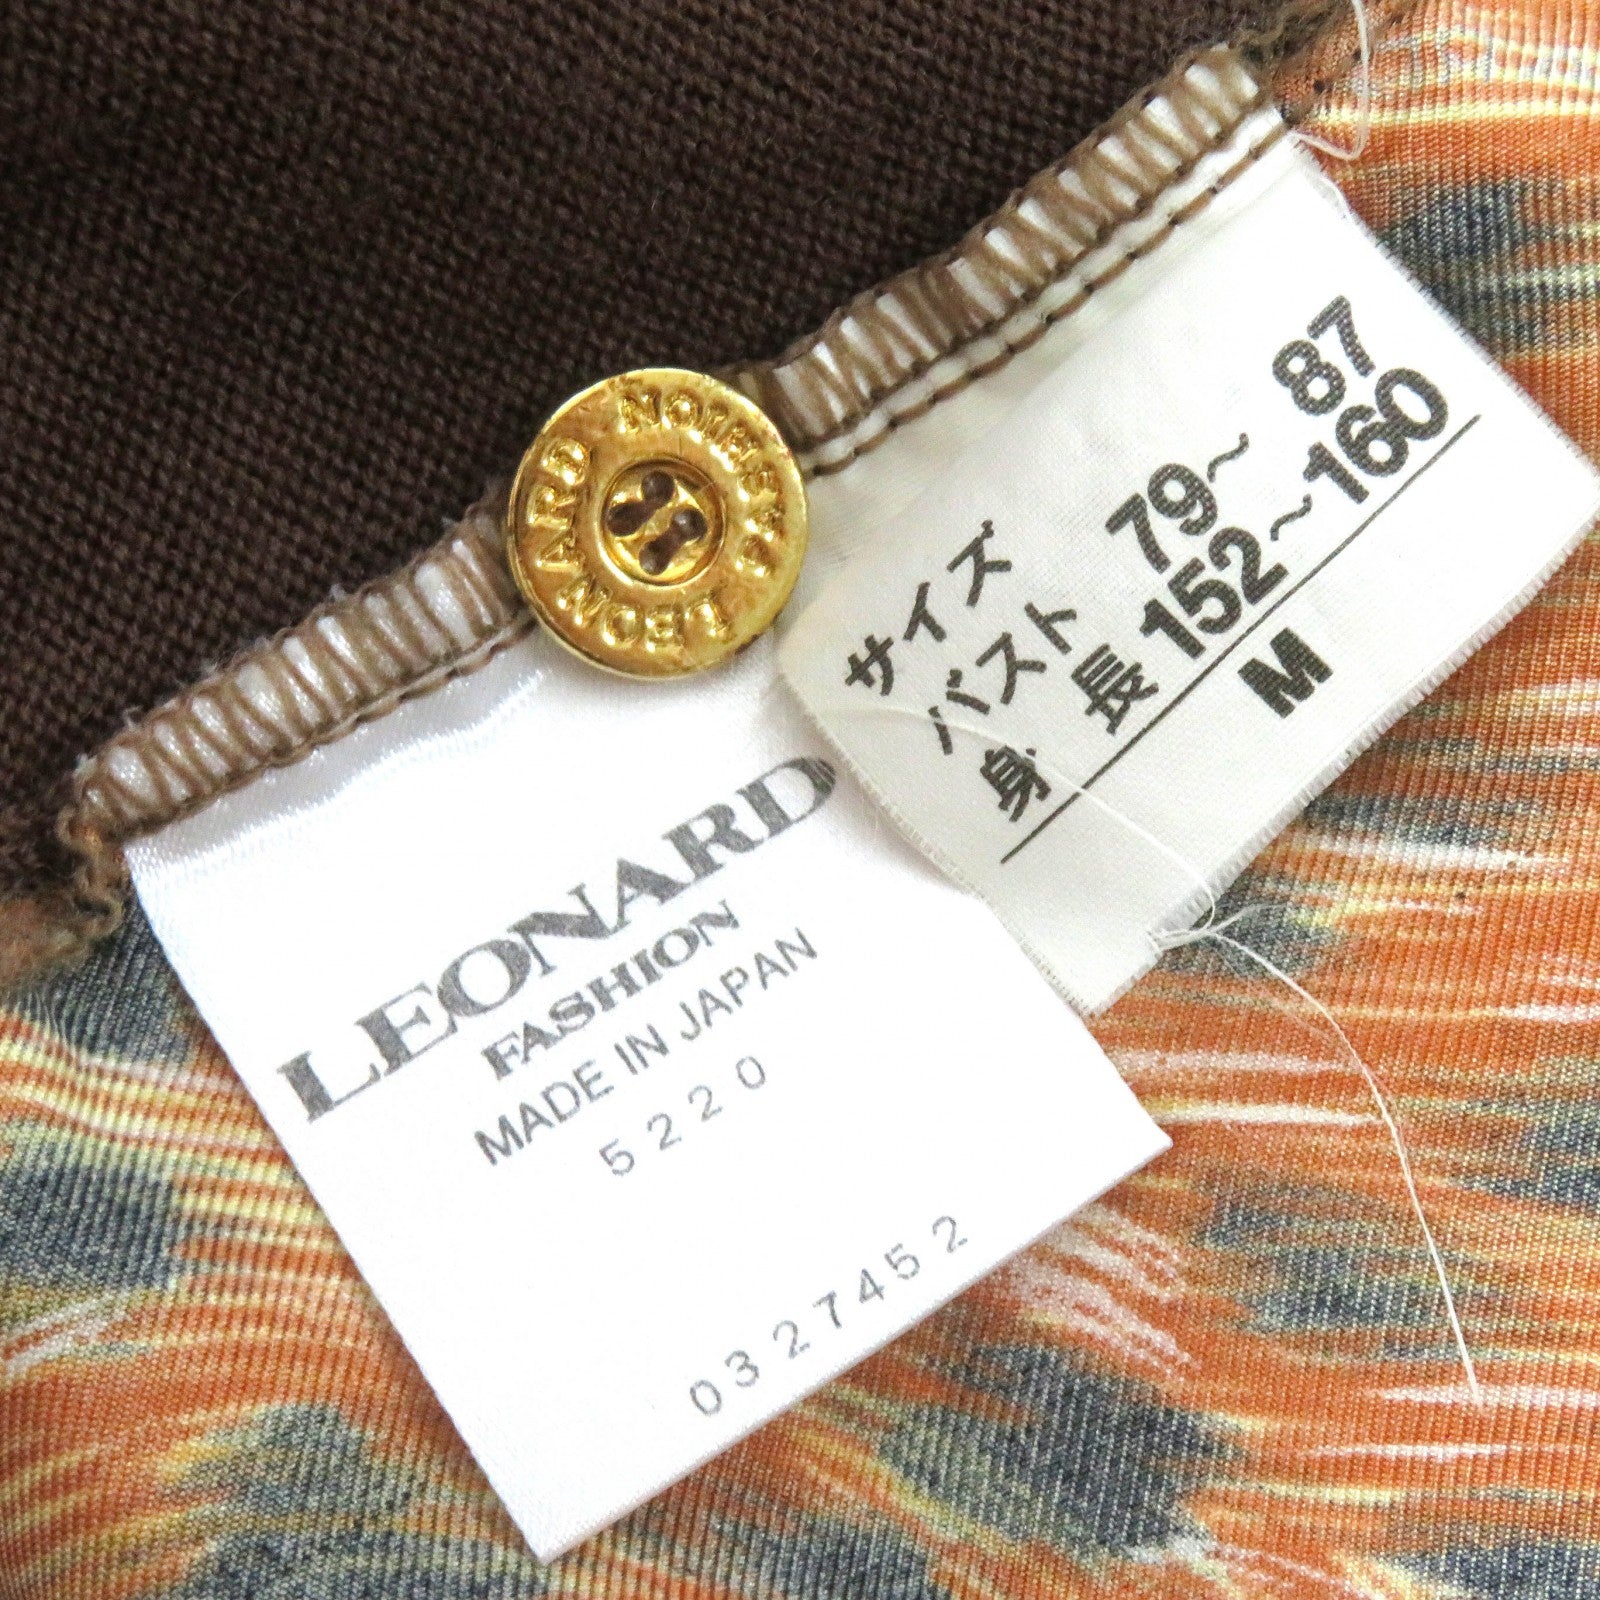 LEONARD FASHION
LEONARD
FASHION
MADE IN JAPAN
5220
0327452
サイズ
バスト 79~87
身長 152~160
M